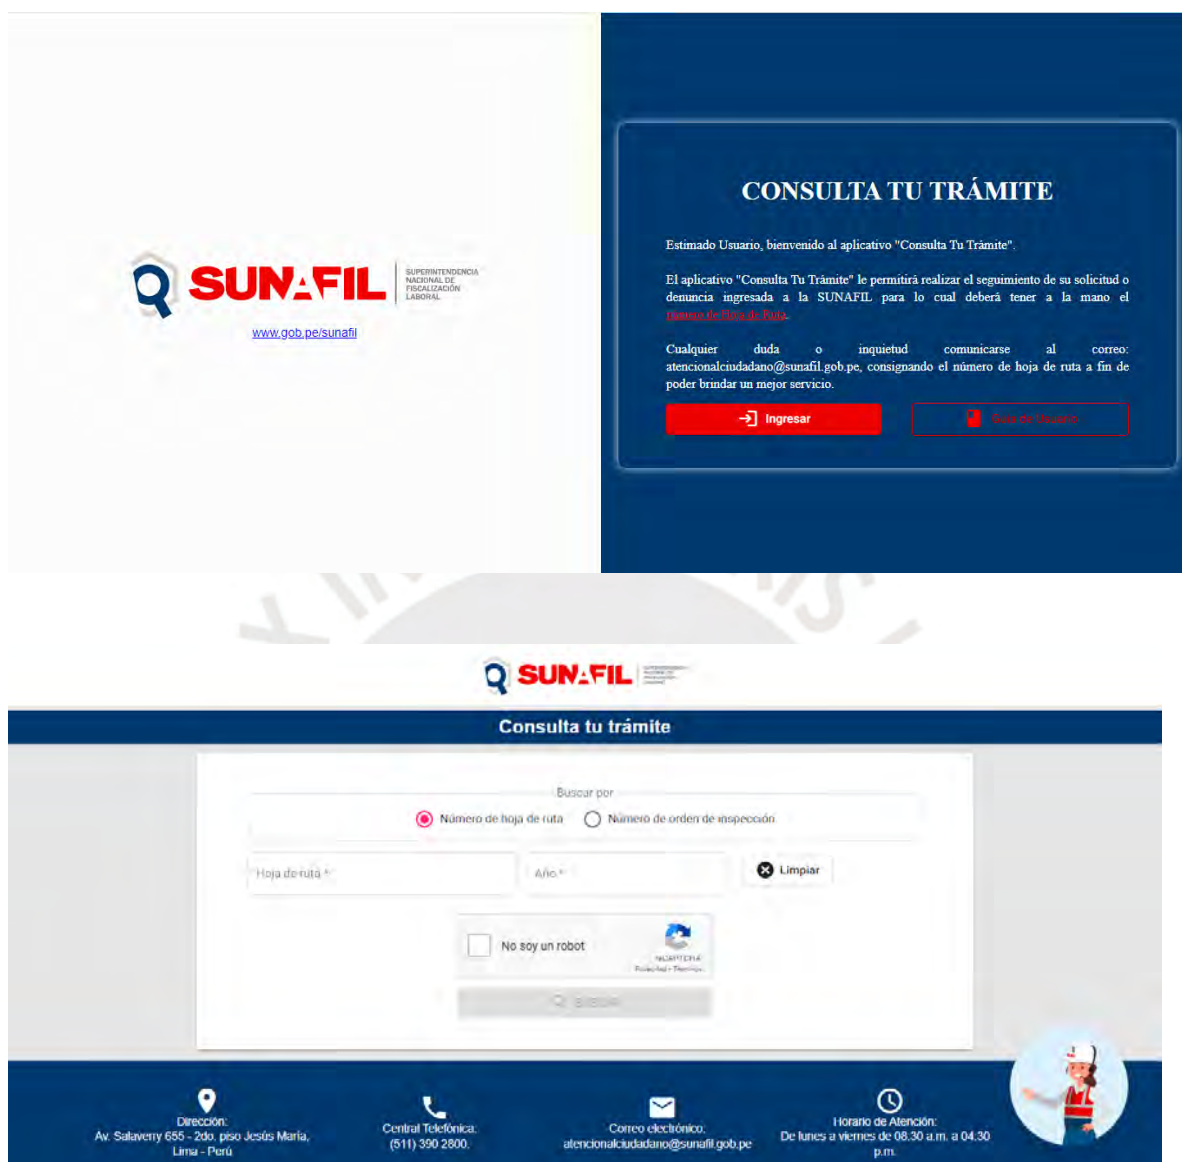 SUNAFIL
SUPERINTENDENCIA
NACIONAL DE
FISCALIZACIÓN
LABORAL
www.gob.pe/sunafil
CONSULTA TU TRÁMITE
Estimado Usuario, bienvenido al aplicativo "Consulta Tu Trámite".
El aplicativo "Consulta Tu Trámite" le permitirá realizar el seguimiento de su solicitud o
denuncia ingresada a la SUNAFIL para lo cual deberá tener a la mano el
número de Hoja de Ruta.
Cualquier duda o inquietud comunicarse al correo:
atencionalciudadano@sunafil.gob.pe, consignando el número de hoja de ruta a fin de
poder brindar un mejor servicio.
Ingresar
Guía de Usuario
SUNAFIL
Consulta tu trámite
Buscar por
Número de hoja de ruta
Número de orden de inspección
Hoja de ruta *
Año *
Limpiar
No soy un robot
reCAPTCHA
Privacidad - Términos
Dirección:
Av. Salaverry 655 - 2do. piso Jesús María,
Lima - Perú
Central Telefónica:
(511) 390 2800.
Correo electrónico:
atencionalciudadano@sunafil.gob.pe
Horario de Atención:
De lunes a viernes de 08.30 a.m. a 04:30
p.m.